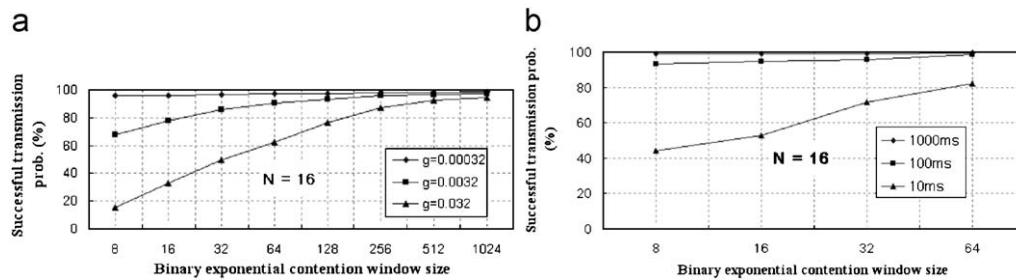 a
Successful transmission
prob. (%)
100
80
60
40
20
0
8 16 32 64 128 256 512 1024
Binary exponential contention window size
N = 16
g=0.00032
g=0.0032
g=0.032
b
Successful transmission prob.
(%)
100
80
60
40
20
0
8 16 32 64
Binary exponential contention window size
N = 16
1000ms
100ms
10ms